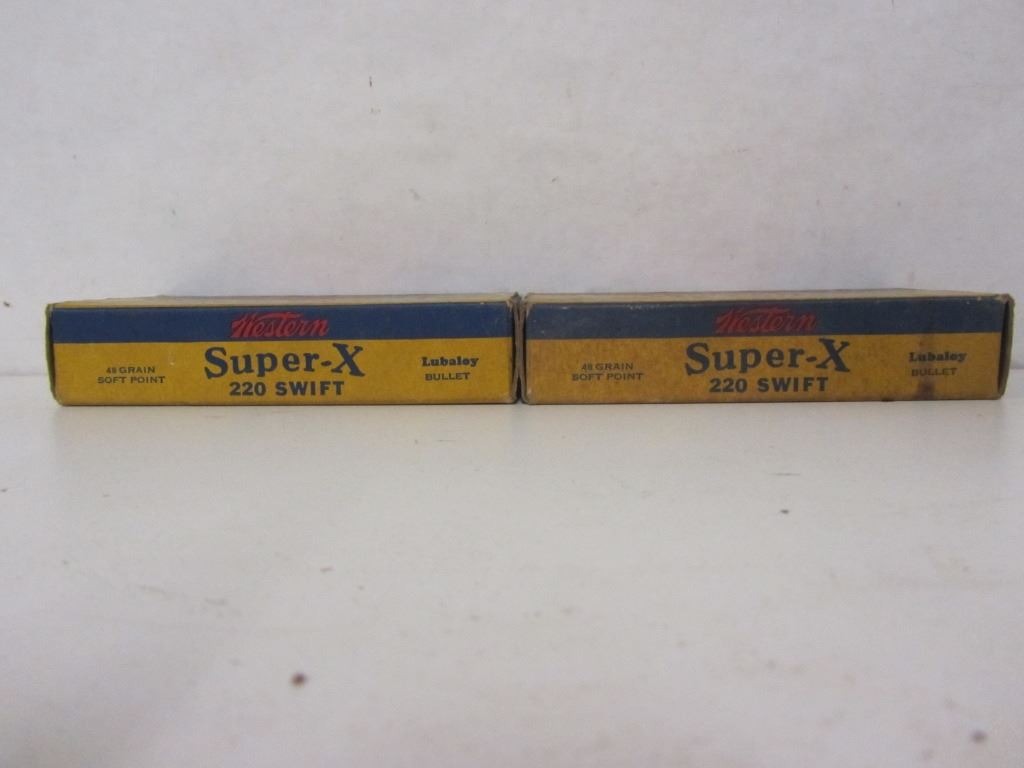 Western
Super-X
220 SWIFT
48 GRAIN
SOFT POINT
Lubaloy
BULLET
Western
Super-X
220 SWIFT
48 GRAIN
SOFT POINT
Lubaloy
BULLET